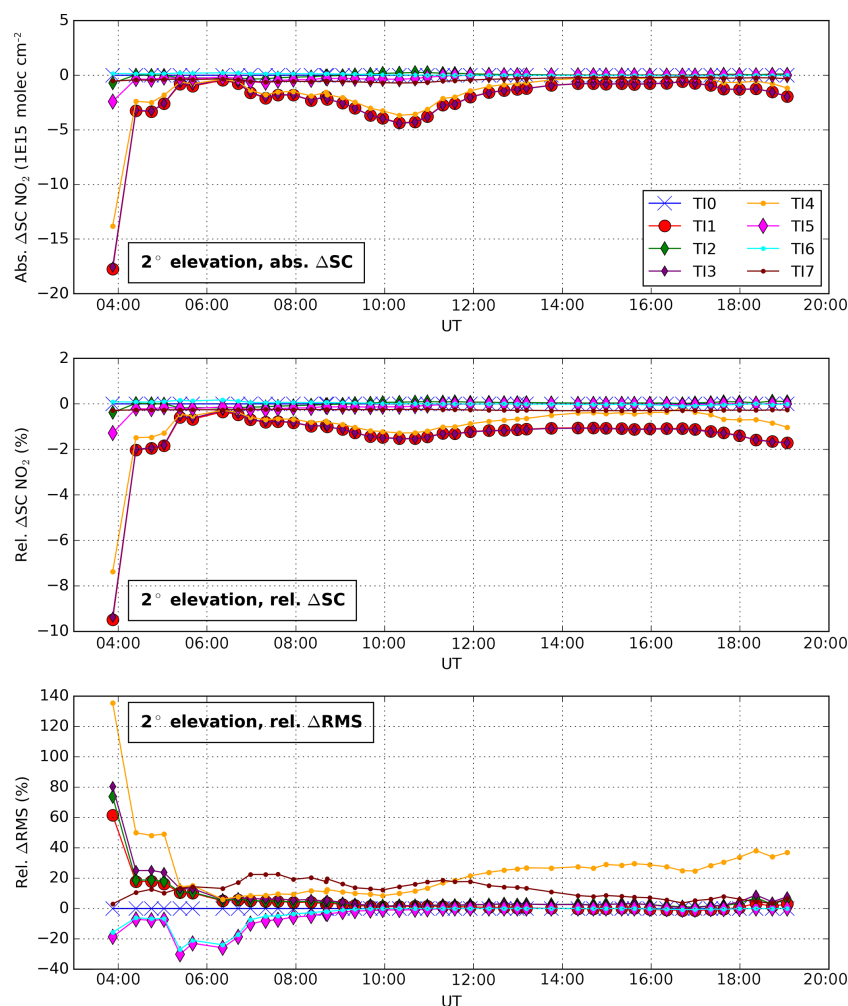 5
0
−5
−10
−15
−20
Abs. ΔSC NO₂ (1E15 molec cm⁻²)
2° elevation, abs. ΔSC
TI0 TI4
TI1 TI5
TI2 TI6
TI3 TI7
04:00 06:00 08:00 10:00 12:00 14:00 16:00 18:00 20:00
UT
2
0
−2
−4
−6
−8
−10
Rel. ΔSC NO₂ (%)
2° elevation, rel. ΔSC
04:00 06:00 08:00 10:00 12:00 14:00 16:00 18:00 20:00
UT
140
120
100
80
60
40
20
0
−20
−40
Rel. ΔRMS (%)
2° elevation, rel. ΔRMS
04:00 06:00 08:00 10:00 12:00 14:00 16:00 18:00 20:00
UT